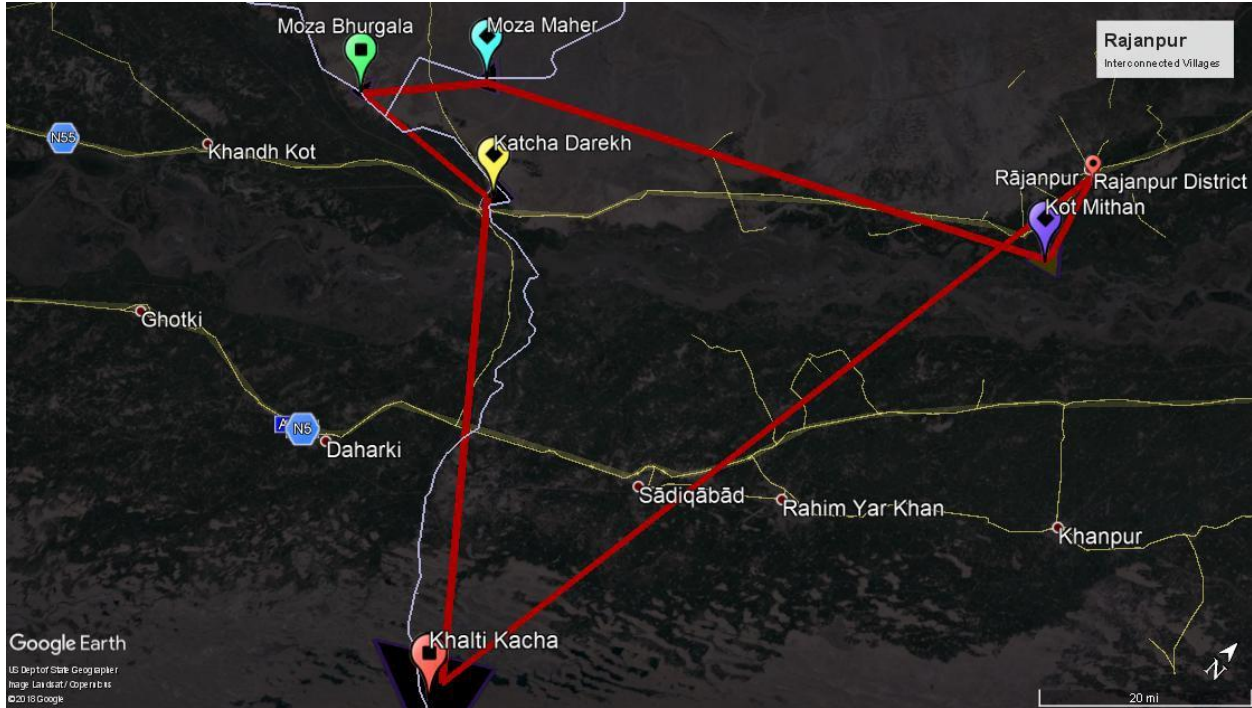 Moza Bhurgala
Moza Maher
Rajanpur
Interconnected Villages
N55
Khandh Kot
Katcha Darekh
Rājanpur
Rajanpur District
Kot Mithan
Ghotki
N5
Daharki
Sādiqābād
Rahim Yar Khan
Khanpur
Khalti Kacha
Google Earth
US Dept of State Geographer
Image Landsat / Copernicus
©2018 Google
N
20 mi